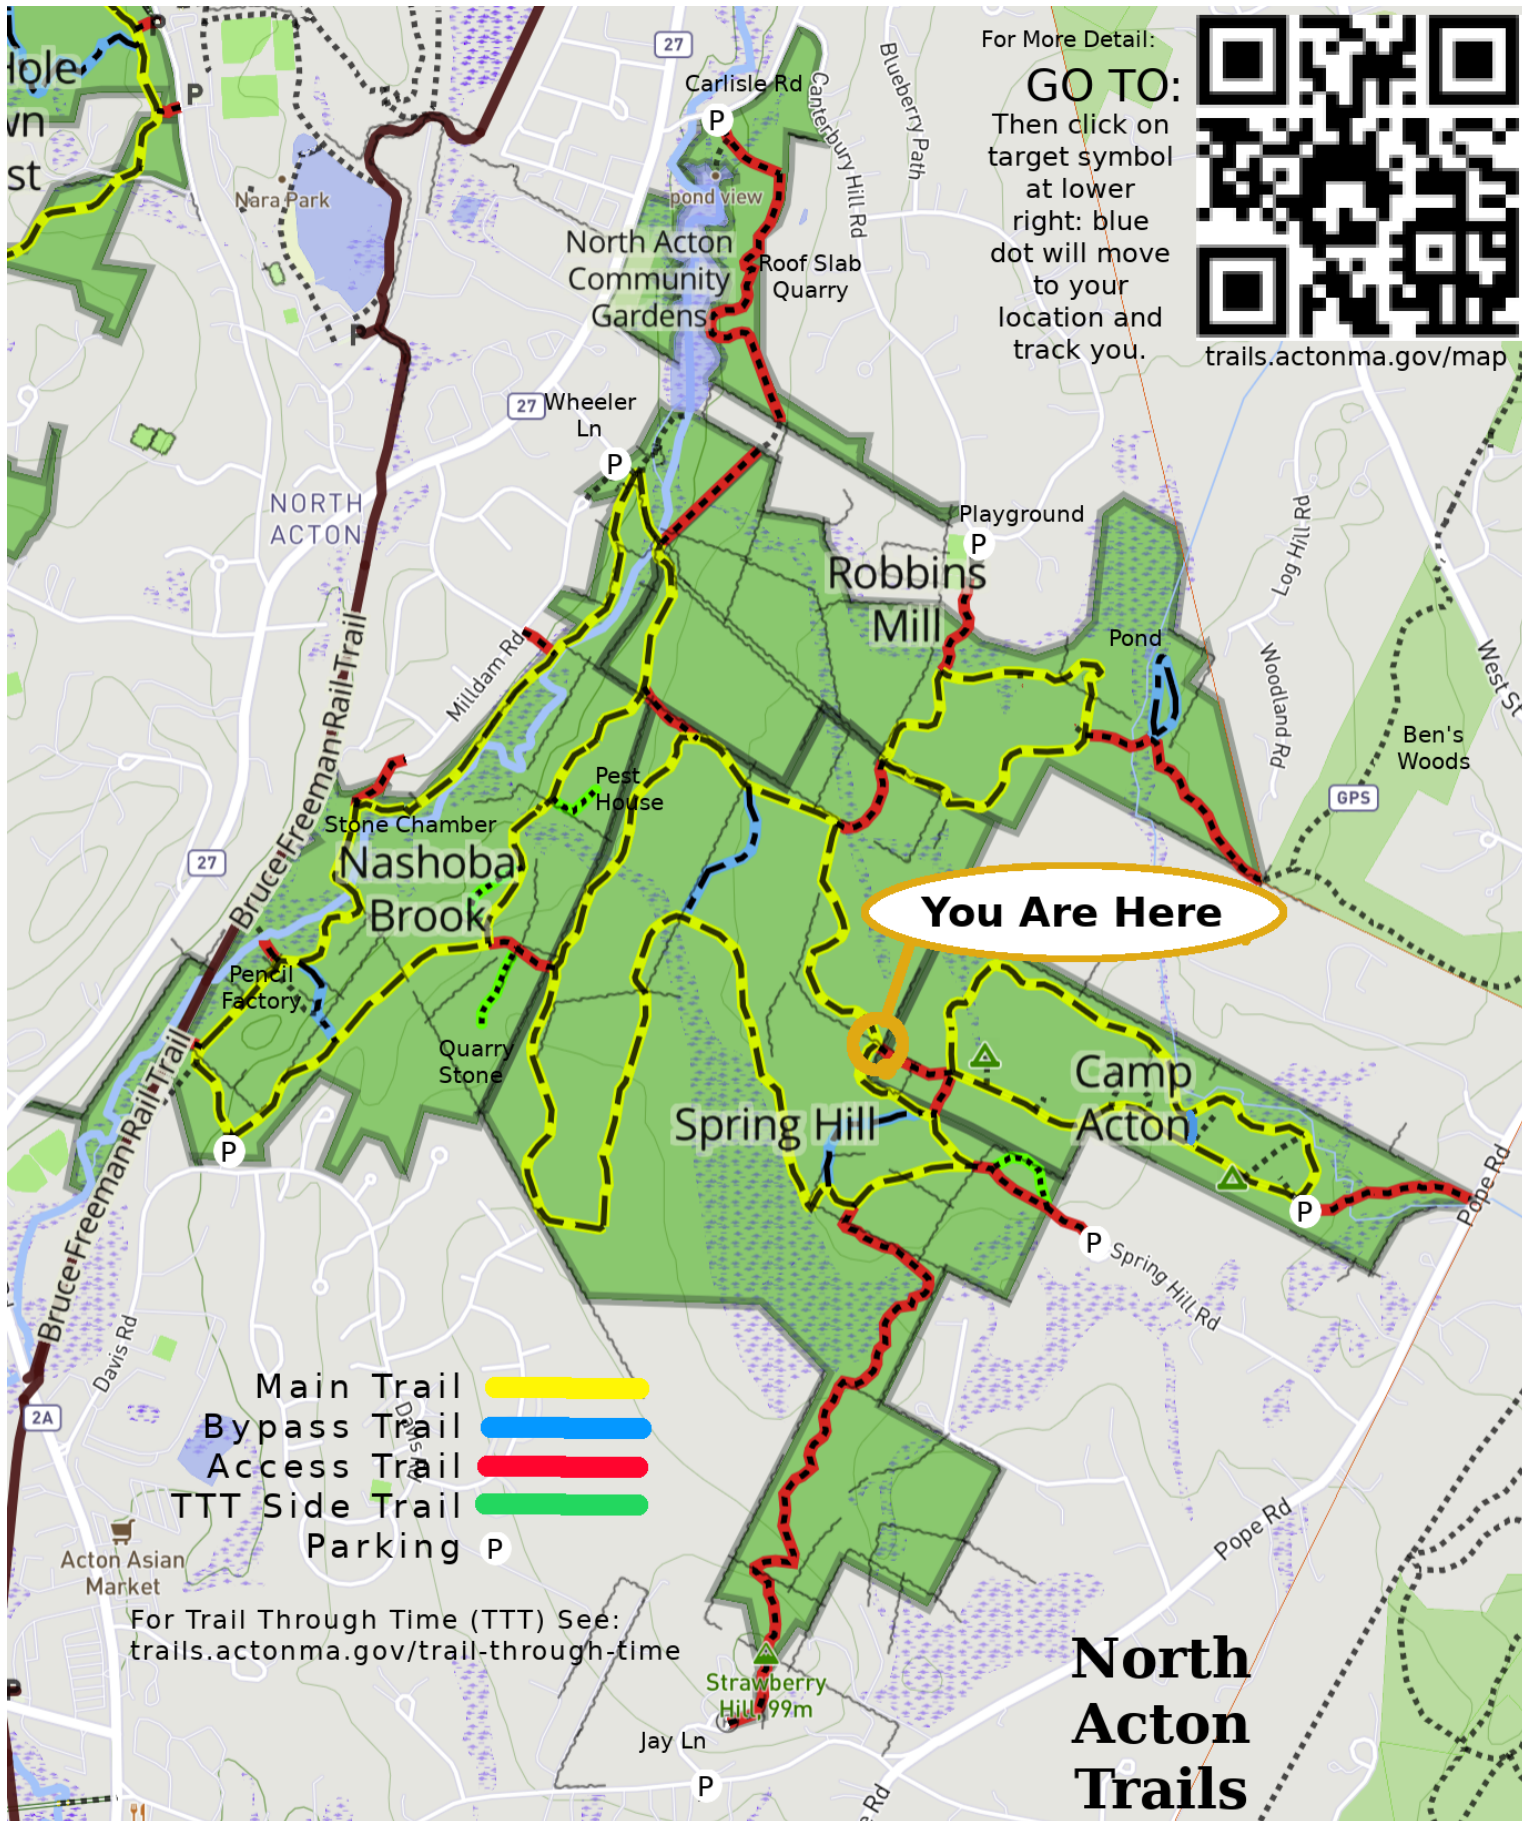 For More Detail:
GO TO:
Then click on
target symbol
at lower
right: blue
dot will move
to your
location and
track you.
trails.actonma.gov/map
Hole
wn
st
P
P
Nara Park
P
27
Carlisle Rd
P
Canterbury Hill Rd
Blueberry Path
pond view
North Acton
Community
Gardens
Roof Slab
Quarry
27
Wheeler
Ln
P
NORTH
ACTON
Playground
P
Robbins
Mill
Pond
Log Hill Rd
Woodland Rd
West St
Ben's
Woods
GPS
Milldam Rd
Bruce Freeman Rail Trail
Pest
House
Stone Chamber
Nashoba
Brook
27
Pencil
Factory
Quarry
Stone
You Are Here
Camp
Acton
Spring Hill
P
P
P
Spring Hill Rd
Pope Rd
Bruce Freeman Rail Trail
Davis Rd
2A
Davis Rd
Main Trail
Bypass Trail
Access Trail
TTT Side Trail
Parking P
Acton Asian
Market
For Trail Through Time (TTT) See:
trails.actonma.gov/trail-through-time
Pope Rd
Strawberry
Hill, 99m
Jay Ln
P
P
e Rd
North
Acton
Trails